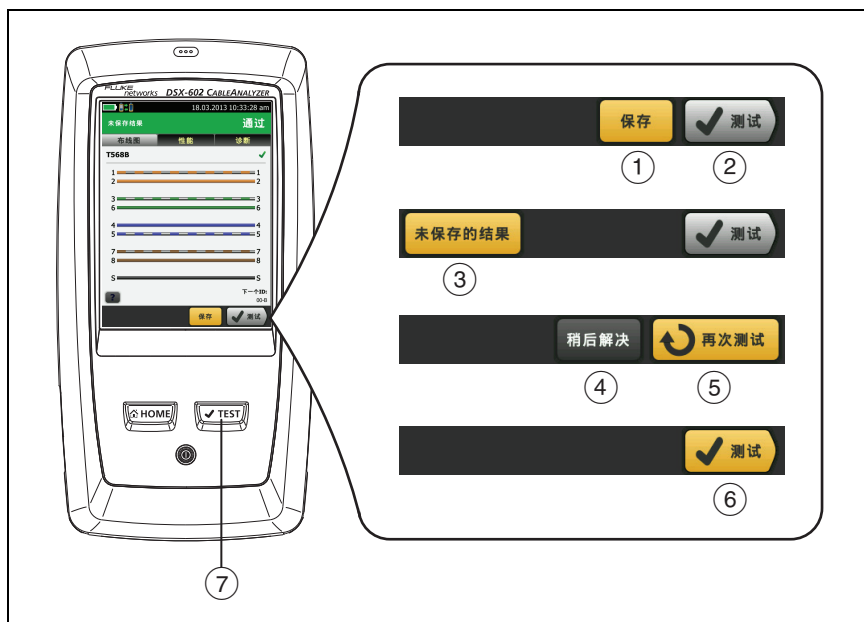 FLUKE
networks DSX-602 CABLEANALYZER
18.03.2013 10:33:28 am
未保存结果 通过
布线图 性能 诊断
T568B
1 1
2 2
3 3
6 6
4 4
5 5
7 7
8 8
S S
下一个ID:
?
00-B
保存 测试
HOME TEST
7
保存 测试
1 2
未保存的结果 测试
3
稍后解决 再次测试
4 5
测试
6